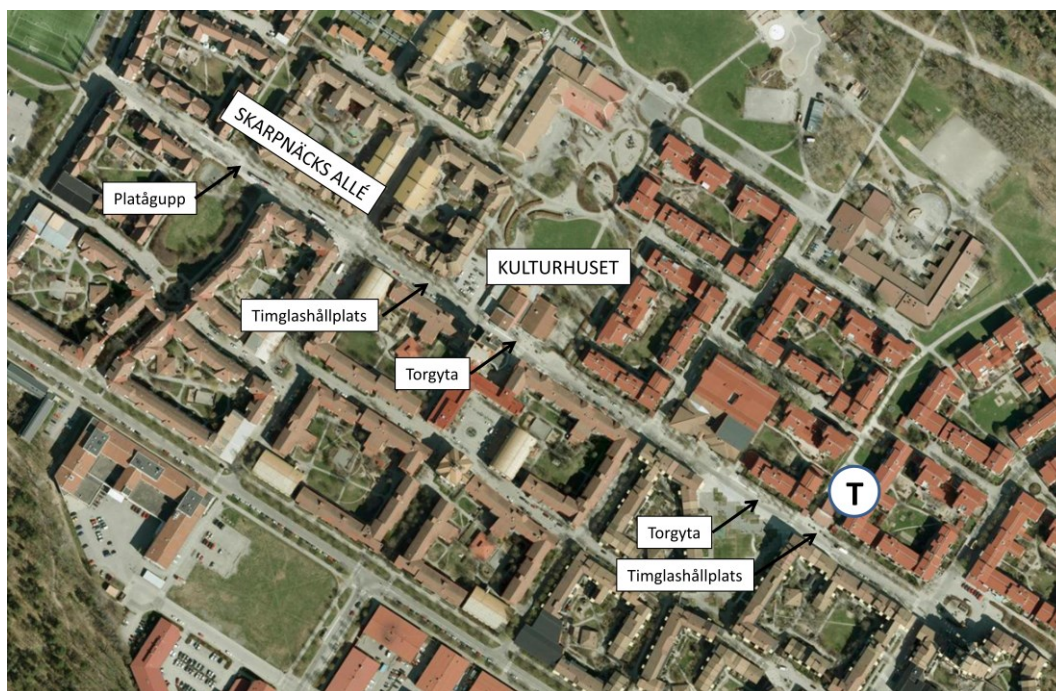 SKARPNÄCKS ALLÉ
Platågupp
KULTURHUSET
Timglashållplats
Torgyta
T
Torgyta
Timglashållplats